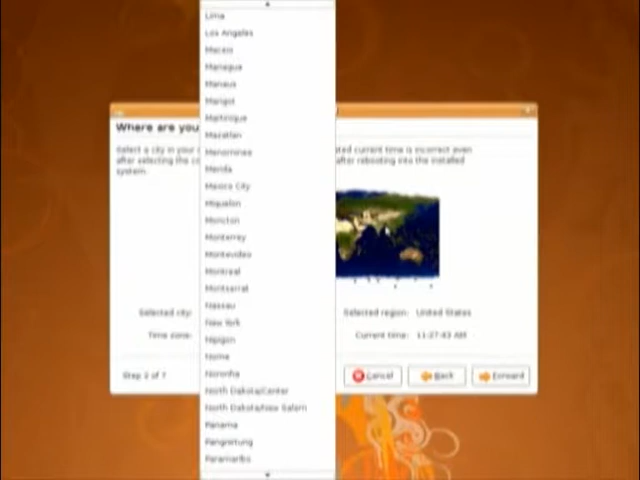 Lima
Los Angeles
Maceio
Managua
Manaus
Marigot
Martinique
Mazatlan
Menominee
Merida
Mexico City
Miquelon
Moncton
Monterrey
Montevideo
Montreal
Montserrat
Nassau
New York
Nipigon
Nome
Noronha
North Dakota/Center
North Dakota/New Salem
Panama
Pangnirtung
Paramaribo
Where are you
Select a city in your
current time is incorrect even
after selecting the
after rebooting into the installed
system.
Selected city:
Selected region: United States
Time zone:
Current time: 11:27:43 AM
Step 2 of 7
Cancel
Back
Forward